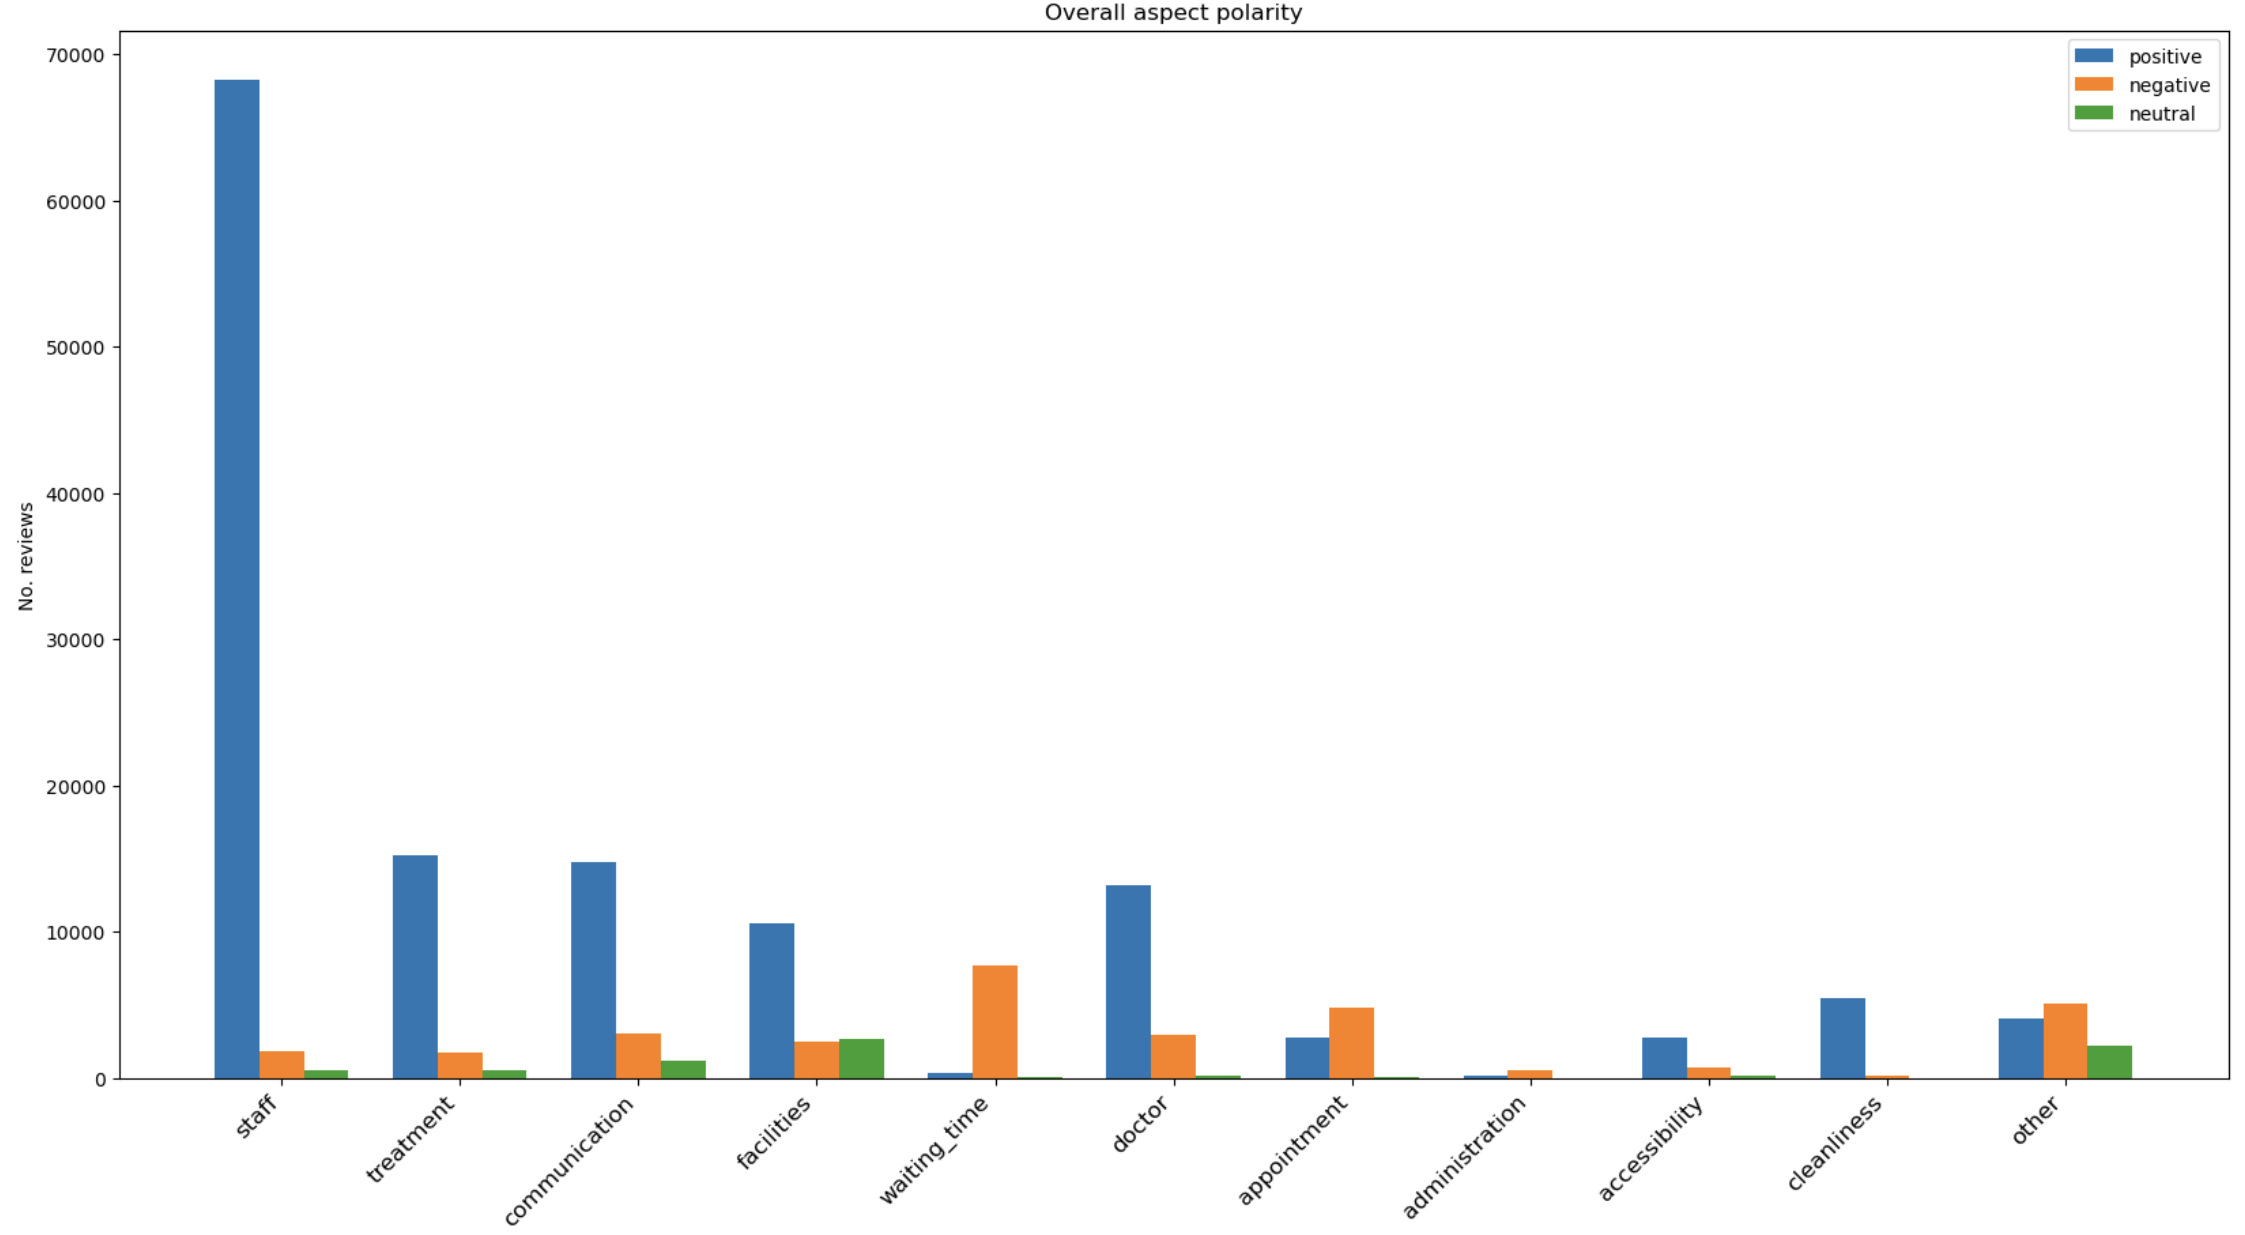 Overall aspect polarity
positive
negative
neutral
70000
60000
50000
40000
30000
20000
10000
0
No. reviews
staff
treatment
communication
facilities
waiting_time
doctor
appointment
administration
accessibility
cleanliness
other